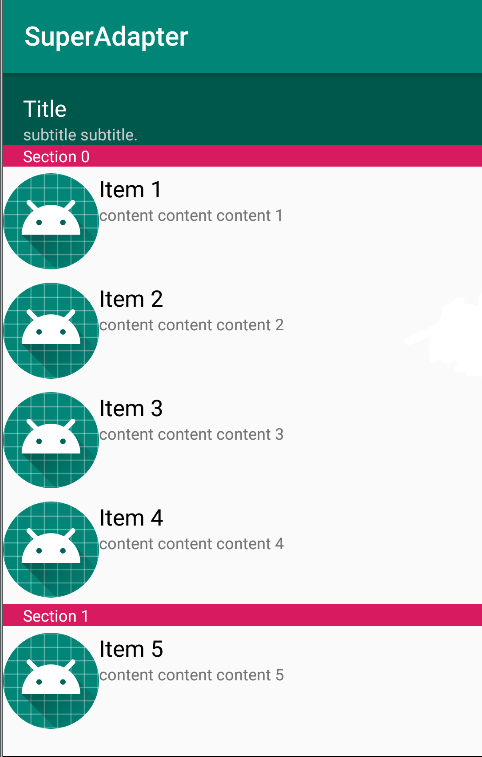 SuperAdapter
Title
subtitle subtitle.
Section 0
Item 1
content content content 1
Item 2
content content content 2
Item 3
content content content 3
Item 4
content content content 4
Section 1
Item 5
content content content 5